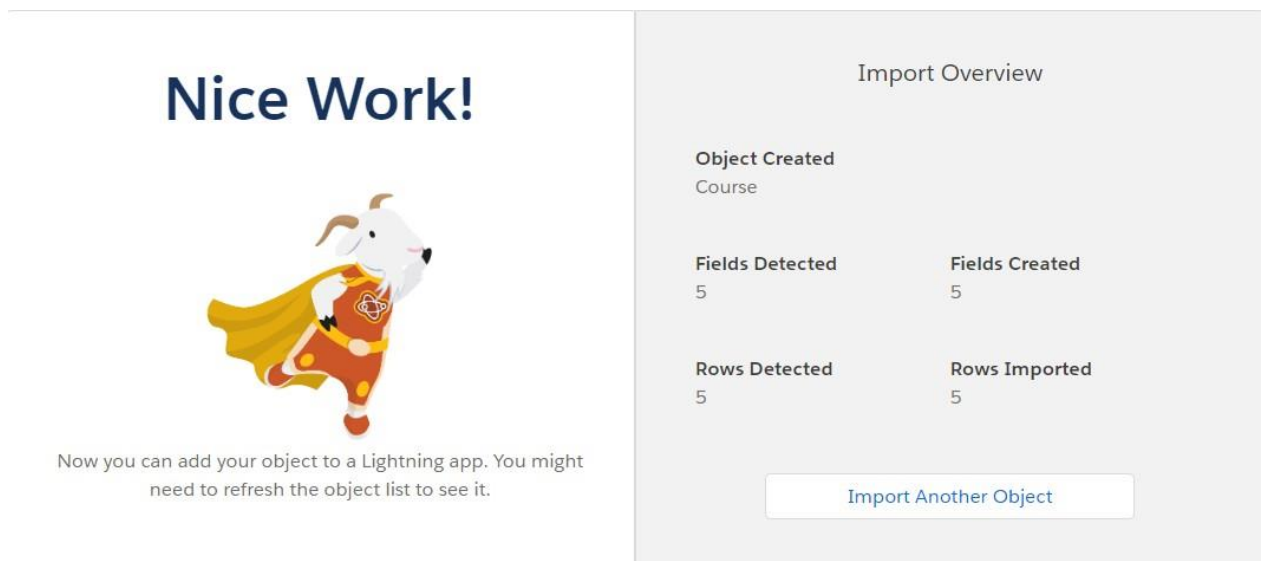 Nice Work!
Now you can add your object to a Lightning app. You might
need to refresh the object list to see it.
Import Overview
Object Created
Course
Fields Detected
5
Fields Created
5
Rows Detected
5
Rows Imported
5
Import Another Object